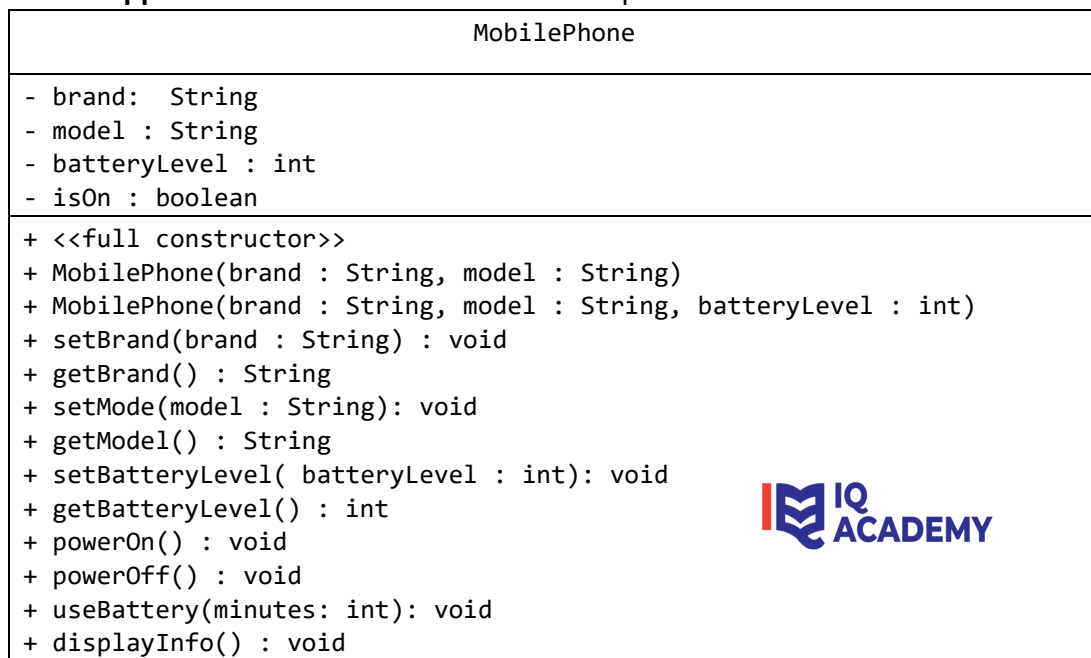 MobilePhone
- brand:  String
- model : String
- batteryLevel : int
- isOn : boolean
+ <<full constructor>>
+ MobilePhone(brand : String, model : String)
+ MobilePhone(brand : String, model : String, batteryLevel : int)
+ setBrand(brand : String) : void
+ getBrand() : String
+ setMode(model : String): void
+ getModel() : String
+ setBatteryLevel( batteryLevel : int): void
+ getBatteryLevel() : int
+ powerOn() : void
+ powerOff() : void
+ useBattery(minutes: int): void
+ displayInfo() : void
IQ
ACADEMY